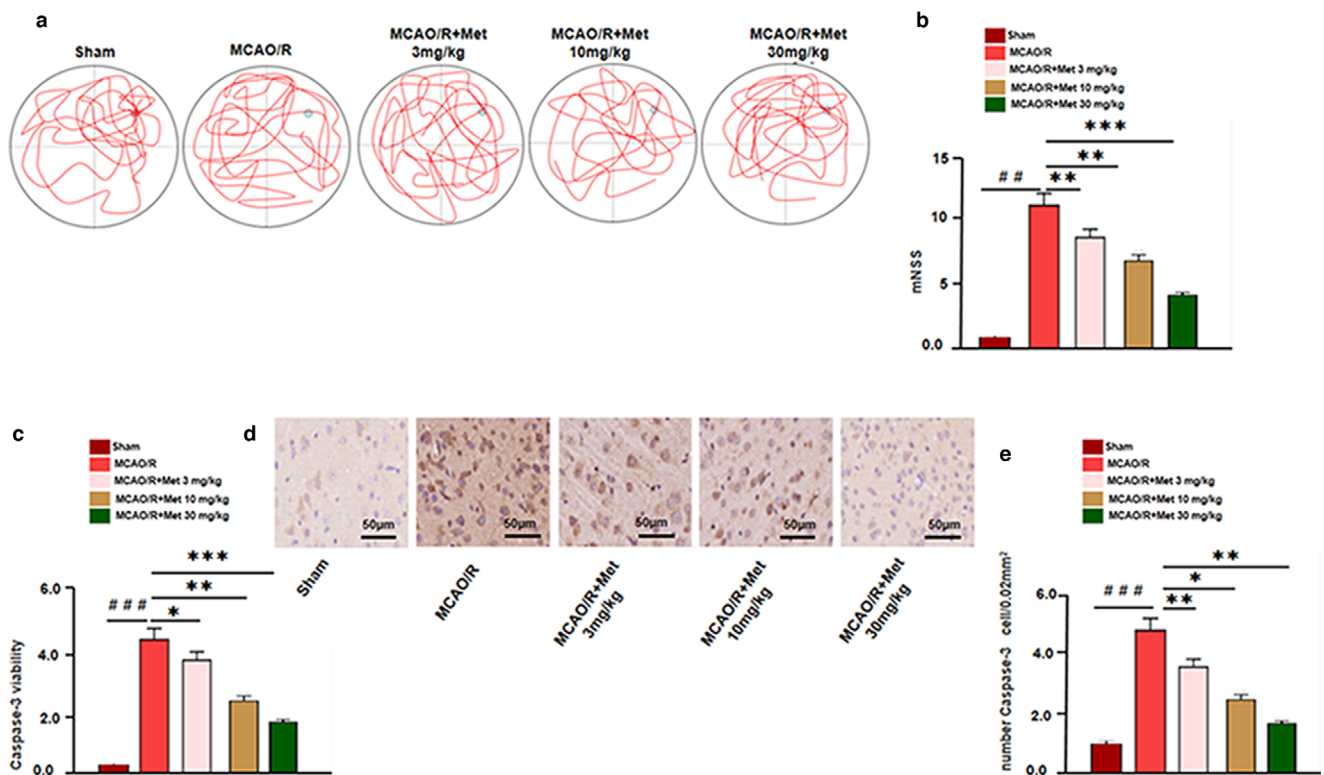 a
Sham
MCAO/R
MCAO/R+Met
3mg/kg
MCAO/R+Met
10mg/kg
MCAO/R+Met
30mg/kg
b
Sham
MCAO/R
MCAO/R+Met 3 mg/kg
MCAO/R+Met 10 mg/kg
MCAO/R+Met 30 mg/kg
***
**
## **
15
10
5
0.0
mNSS
c
Sham
MCAO/R
MCAO/R+Met 3 mg/kg
MCAO/R+Met 10 mg/kg
MCAO/R+Met 30 mg/kg
***
**
### *
6.0
4.0
2.0
0.0
Caspase-3 viability
d
50µm
50µm
50µm
50µm
50µm
Sham
MCAO/R
MCAO/R+Met
3mg/kg
MCAO/R+Met
10mg/kg
MCAO/R+Met
30mg/kg
e
Sham
MCAO/R
MCAO/R+Met 3 mg/kg
MCAO/R+Met 10 mg/kg
MCAO/R+Met 30 mg/kg
**
*
### **
6.0
4.0
2.0
0.0
number Caspase-3 cell/0.02mm²